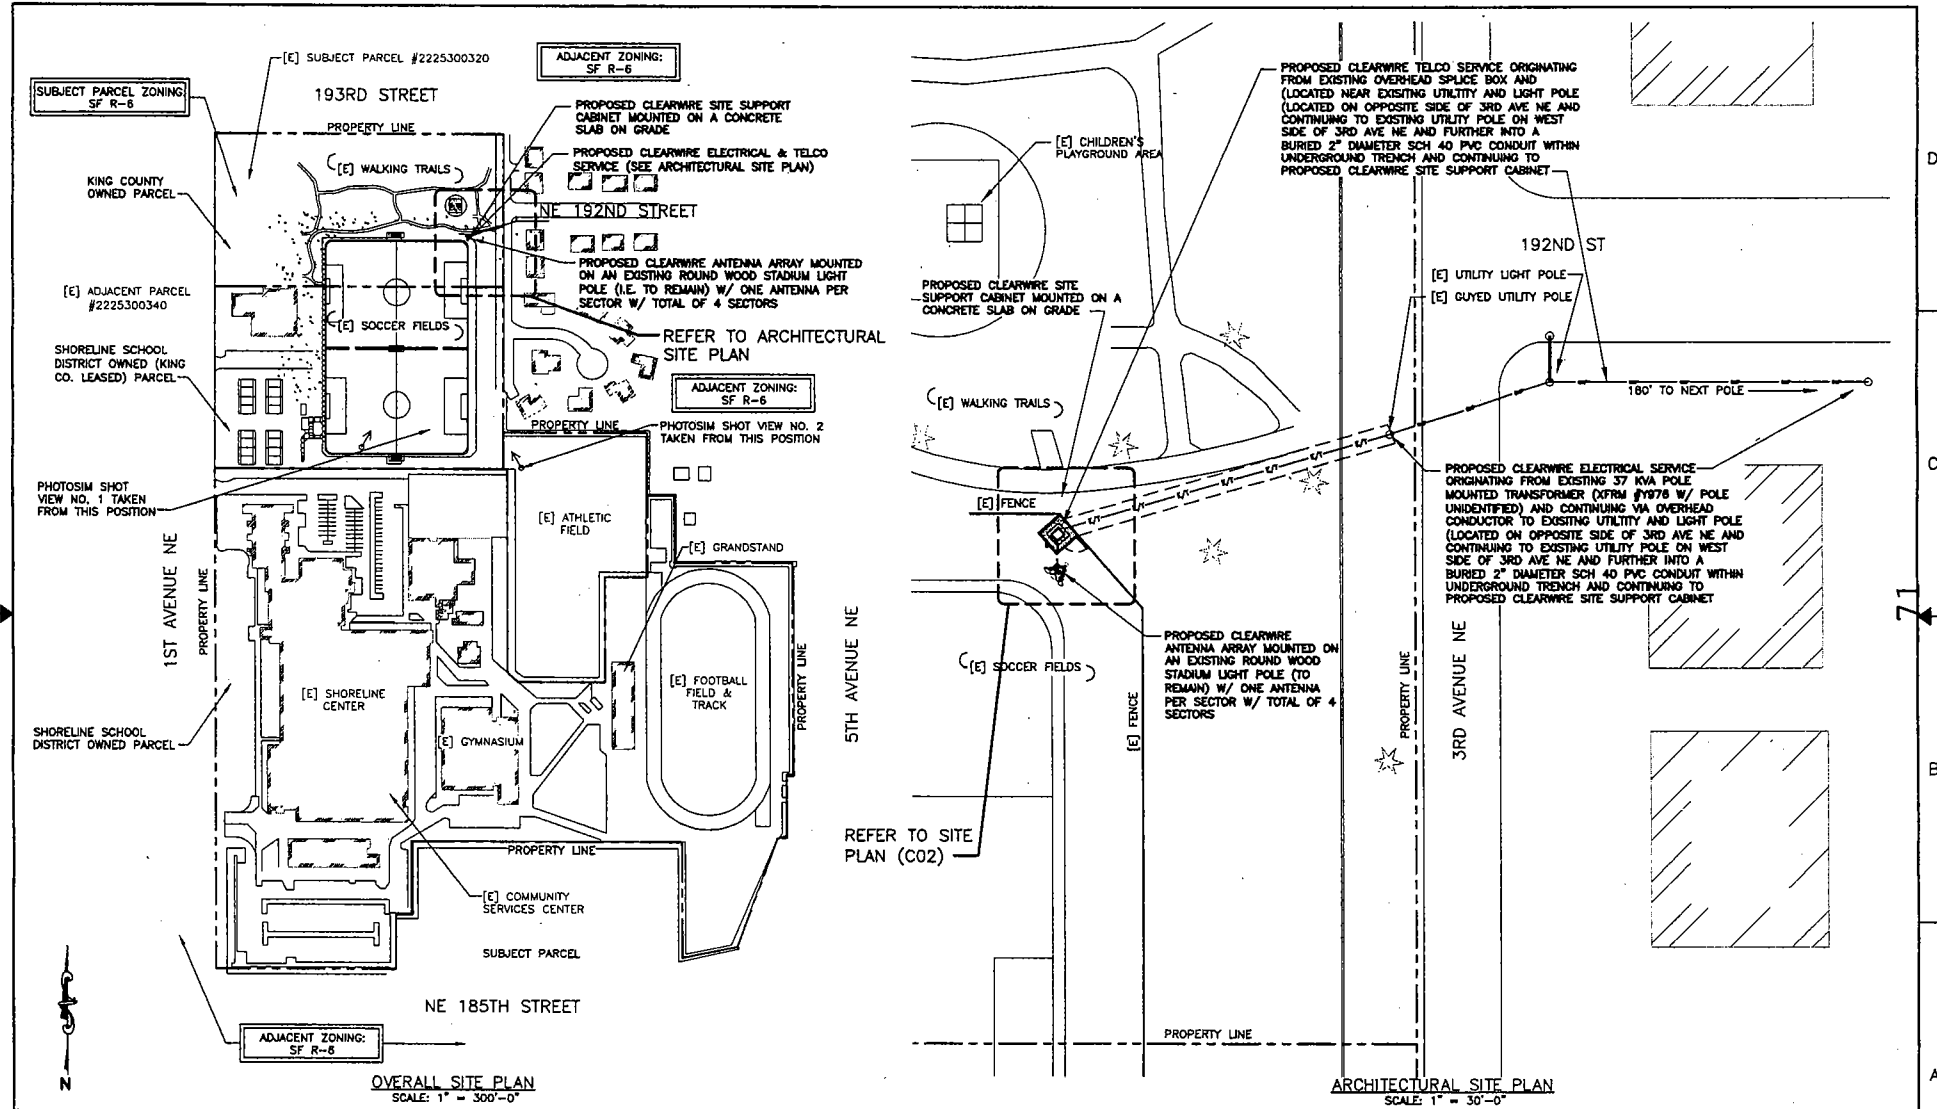 [E] SUBJECT PARCEL #2225300320
ADJACENT ZONING:
SF R-6
SUBJECT PARCEL ZONING
SF R-6
193RD STREET
PROPERTY LINE
PROPOSED CLEARWIRE SITE SUPPORT
CABINET MOUNTED ON A CONCRETE
SLAB ON GRADE
[E] WALKING TRAILS
PROPOSED CLEARWIRE ELECTRICAL & TELCO
SERVICE (SEE ARCHITECTURAL SITE PLAN)
KING COUNTY
OWNED PARCEL
NE 192ND STREET
PROPOSED CLEARWIRE ANTENNA ARRAY MOUNTED
ON AN EXISTING ROUND WOOD STADIUM LIGHT
POLE (I.E. TO REMAIN) W/ ONE ANTENNA PER
SECTOR W/ TOTAL OF 4 SECTORS
[E] ADJACENT PARCEL
#2225300340
[E] SOCCER FIELDS
REFER TO ARCHITECTURAL
SITE PLAN
SHORELINE SCHOOL
DISTRICT OWNED (KING
CO. LEASED) PARCEL
ADJACENT ZONING:
SF R-6
PROPERTY LINE
PHOTOSIM SHOT VIEW NO. 2
TAKEN FROM THIS POSITION
PHOTOSIM SHOT
VIEW NO. 1 TAKEN
FROM THIS POSITION
[E] ATHLETIC
FIELD
[E] GRANDSTAND
1ST AVENUE NE
PROPERTY LINE
[E] SHORELINE
CENTER
[E] FOOTBALL
FIELD &
TRACK
PROPERTY LINE
5TH AVENUE NE
SHORELINE SCHOOL
DISTRICT OWNED PARCEL
[E] GYMNASIUM
PROPERTY LINE
[E] COMMUNITY
SERVICES CENTER
SUBJECT PARCEL
NE 185TH STREET
ADJACENT ZONING:
SF R-6
N
OVERALL SITE PLAN
SCALE: 1" = 300'-0"
PROPOSED CLEARWIRE TELCO SERVICE ORIGINATING
FROM EXISTING OVERHEAD SPLICE BOX AND
(LOCATED NEAR EXISITNG UTILTITY AND LIGHT POLE
(LOCATED ON OPPOSITE SIDE OF 3RD AVE NE AND
CONTINUING TO EXISTING UTILITY POLE ON WEST
SIDE OF 3RD AVE NE AND FURTHER INTO A
BURIED 2" DIAMETER SCH 40 PVC CONDUIT WITHIN
UNDERGROUND TRENCH AND CONTINUING TO
PROPOSED CLEARWIRE SITE SUPPORT CABINET
[E] CHILDREN'S
PLAYGROUND AREA
192ND ST
[E] UTILITY LIGHT POLE
[E] GUYED UTILITY POLE
PROPOSED CLEARWIRE SITE
SUPPORT CABINET MOUNTED ON A
CONCRETE SLAB ON GRADE
180' TO NEXT POLE
[E] WALKING TRAILS
E/T
E/T
E/T
E/T
E/T
[E] FENCE
PROPOSED CLEARWIRE ELECTRICAL SERVICE
ORIGINATING FROM EXISTING 37 KVA POLE
MOUNTED TRANSFORMER (XFRM #Y976 W/ POLE
UNIDENTIFIED) AND CONTINUING VIA OVERHEAD
CONDUCTOR TO EXISTING UTILITY AND LIGHT POLE
(LOCATED ON OPPOSITE SIDE OF 3RD AVE NE AND
CONTINUING TO EXISTING UTILITY POLE ON WEST
SIDE OF 3RD AVE NE AND FURTHER INTO A
BURIED 2" DIAMETER SCH 40 PVC CONDUIT WITHIN
UNDERGROUND TRENCH AND CONTINUING TO
PROPOSED CLEARWIRE SITE SUPPORT CABINET
PROPOSED CLEARWIRE
ANTENNA ARRAY MOUNTED ON
AN EXISTING ROUND WOOD
STADIUM LIGHT POLE (TO
REMAIN) W/ ONE ANTENNA
PER SECTOR W/ TOTAL OF 4
SECTORS
[E] SOCCER FIELDS
[E] FENCE
PROPERTY LINE
3RD AVENUE NE
REFER TO SITE
PLAN (C02)
PROPERTY LINE
ARCHITECTURAL SITE PLAN
SCALE: 1" = 30'-0"
D
C
71
B
A